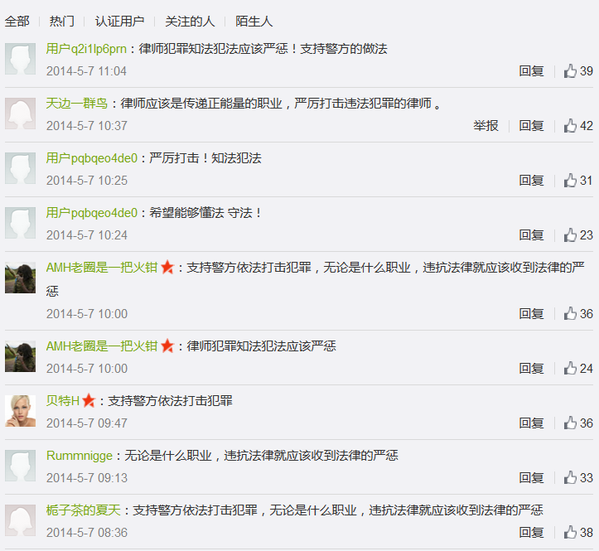 全部 热门 认证用户 关注的人 陌生人
用户q2i1lp6prn：律师犯罪知法犯法应该严惩！支持警方的做法
2014-5-7 11:04 回复 39
天边一群鸟：律师应该是传递正能量的职业，严厉打击违法犯罪的律师 。
2014-5-7 10:37 举报 回复 42
用户pqbqeo4de0：严厉打击！知法犯法
2014-5-7 10:25 回复 31
用户pqbqeo4de0：希望能够懂法 守法！
2014-5-7 10:24 回复 23
AMH老圈是一把火钳：支持警方依法打击犯罪，无论是什么职业，违抗法律就应该收到法律的严
惩
2014-5-7 10:00 回复 36
AMH老圈是一把火钳：律师犯罪知法犯法应该严惩
2014-5-7 10:00 回复 24
贝特H：支持警方依法打击犯罪
2014-5-7 09:47 回复 36
Rummnigge：无论是什么职业，违抗法律就应该收到法律的严惩
2014-5-7 09:13 回复 33
栀子茶的夏天：支持警方依法打击犯罪，无论是什么职业，违抗法律就应该收到法律的严惩
2014-5-7 08:36 回复 38